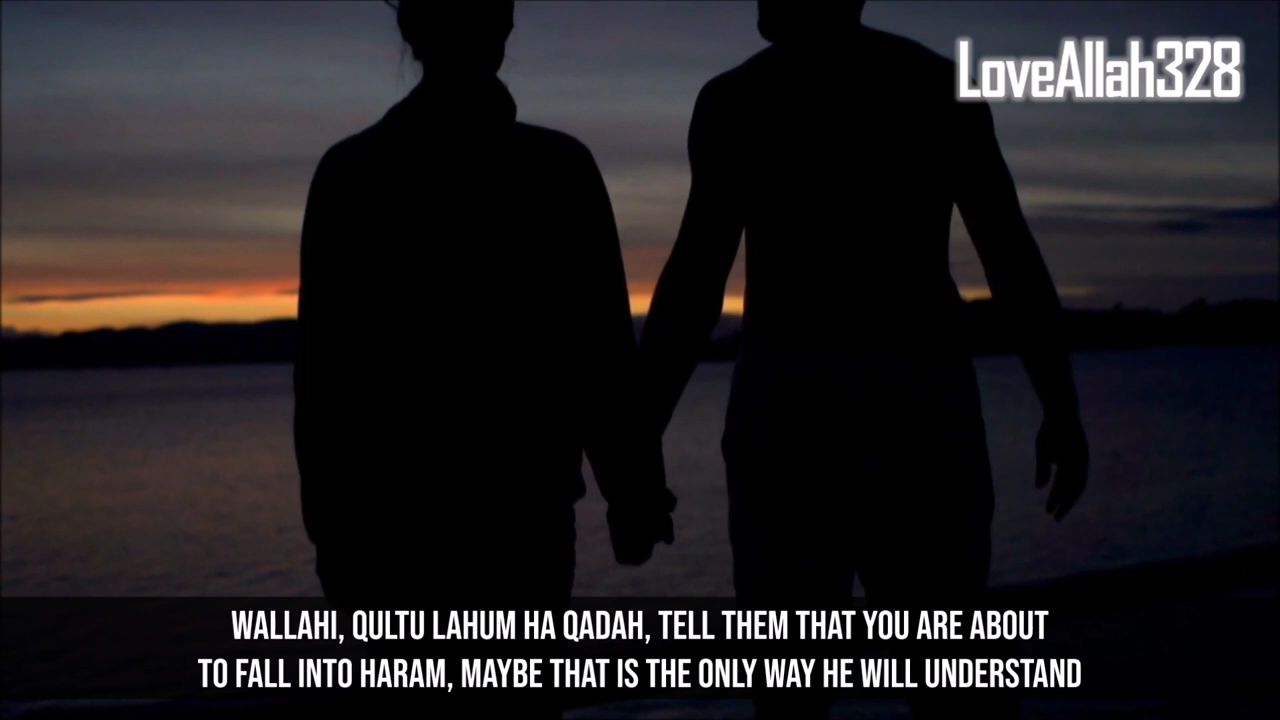 LoveAllah328
WALLAHI, QULTU LAHUM HA QADAH, TELL THEM THAT YOU ARE ABOUT
TO FALL INTO HARAM, MAYBE THAT IS THE ONLY WAY HE WILL UNDERSTAND